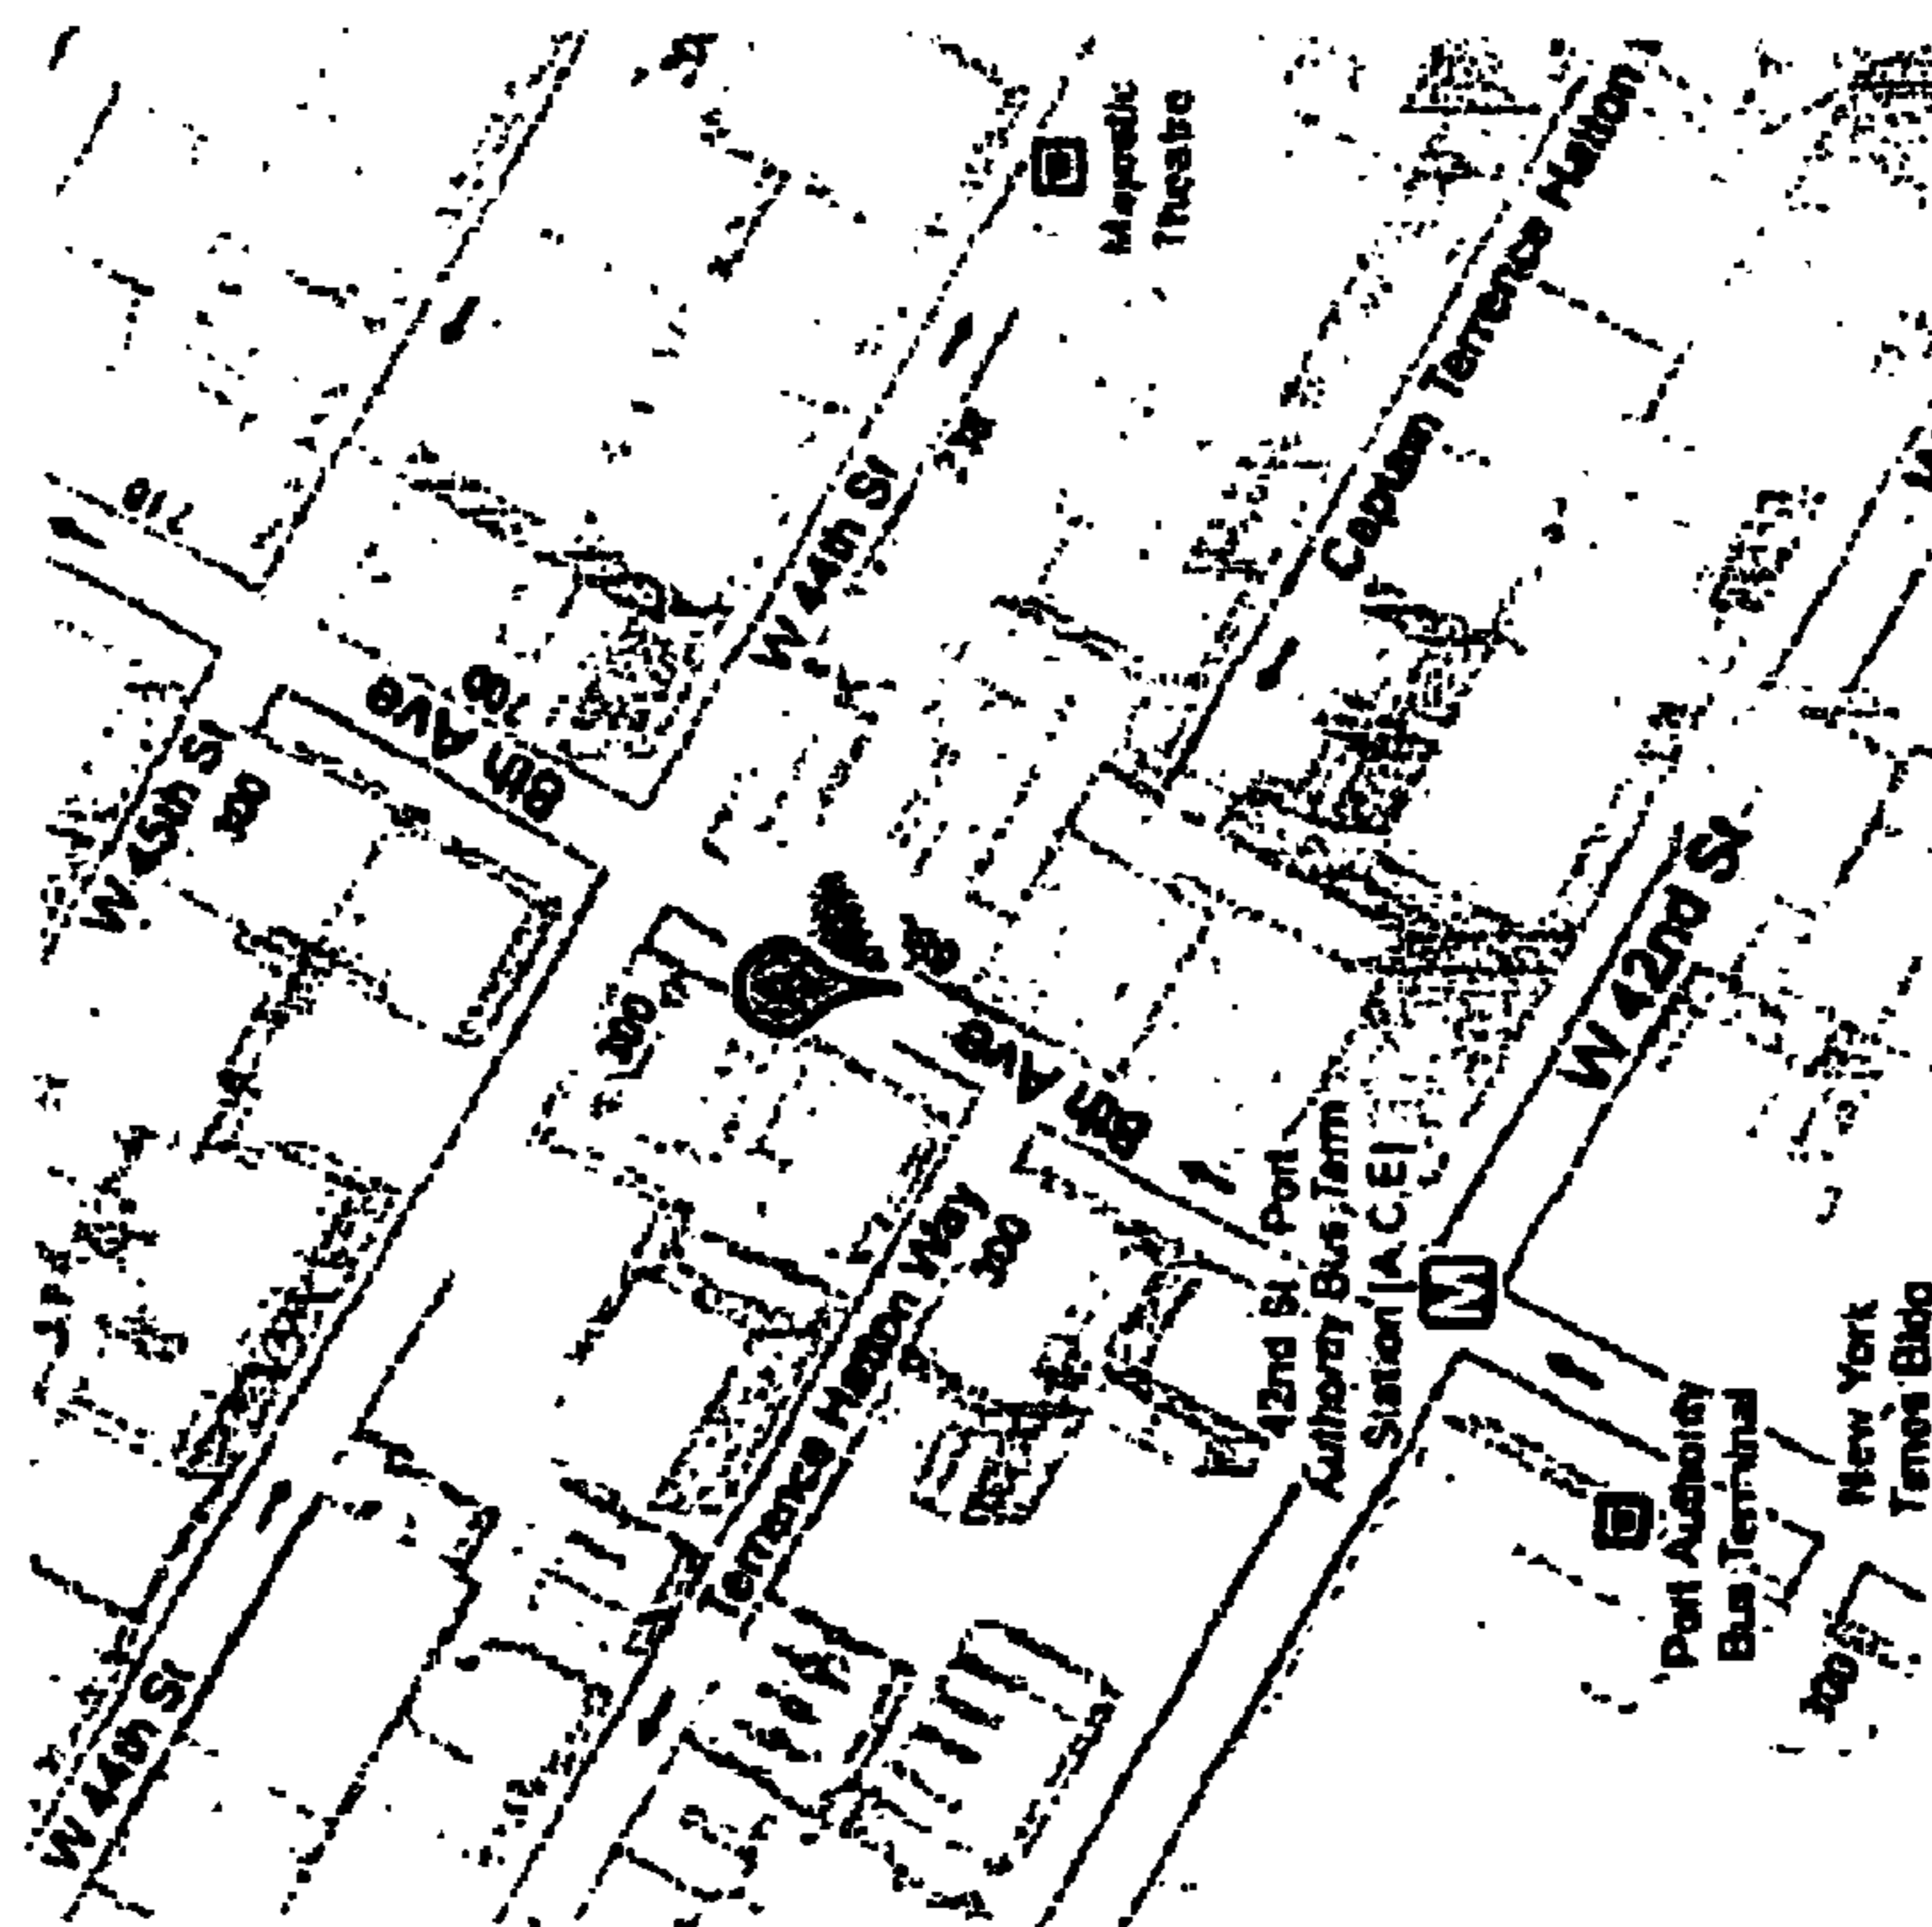 Majestic
Theatre
Captain Terrence Hatton
710
W 44th St
8th Ave
700
W 45th St
300
W 42nd St
300
8th Ave
Terrence Hatton Way
300
42nd St Port
Authority Bus Term
Station [A C E]
M
New York
Times Bldg
Port Authority
Bus Terminal
300
W 44th St